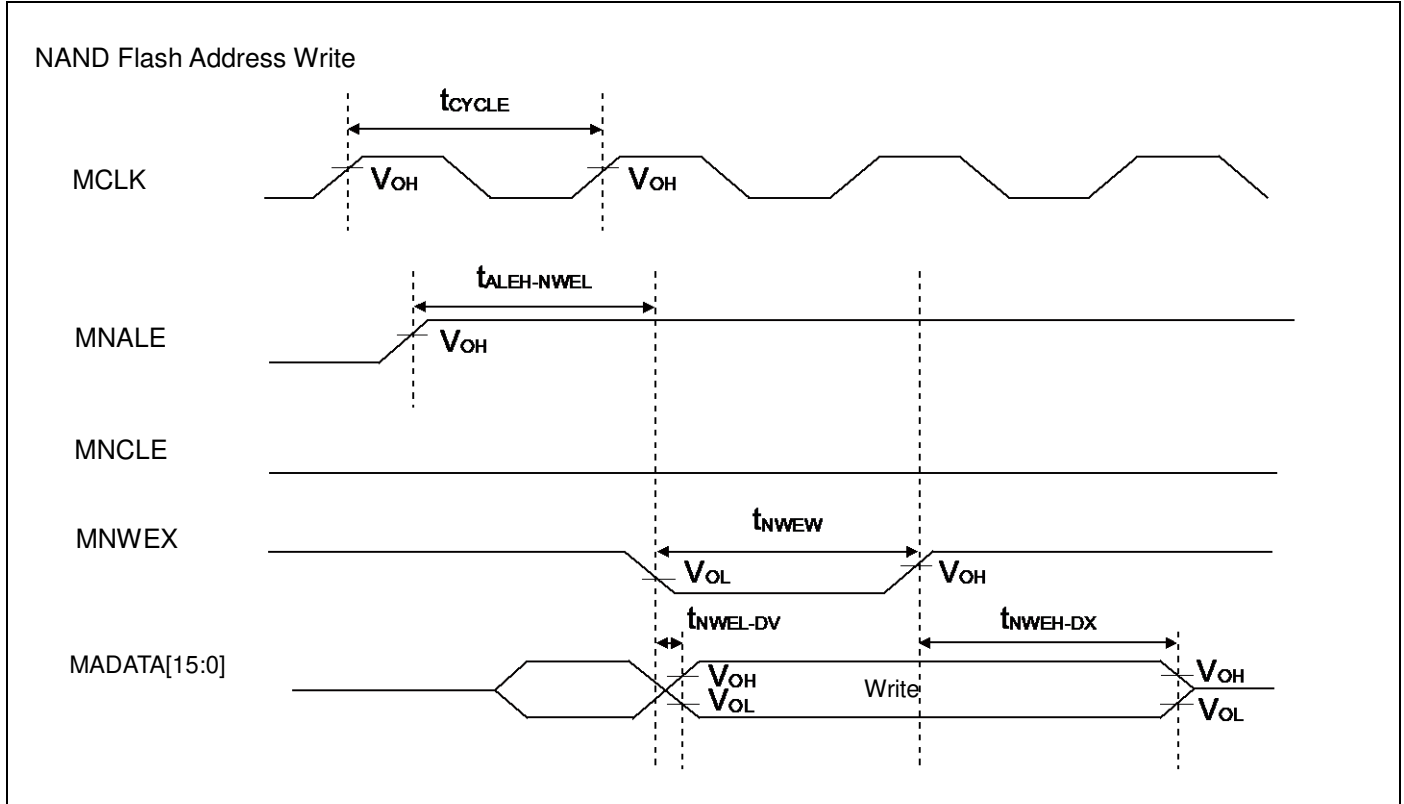 NAND Flash Address Write
tCYCLE
MCLK
VOH
VOH
tALEH-NWEL
MNALE
VOH
MNCLE
tNWEW
MNWEX
VOL
VOH
tNWEL-DV
tNWEH-DX
MADATA[15:0]
VOH
VOL
Write
VOH
VOL